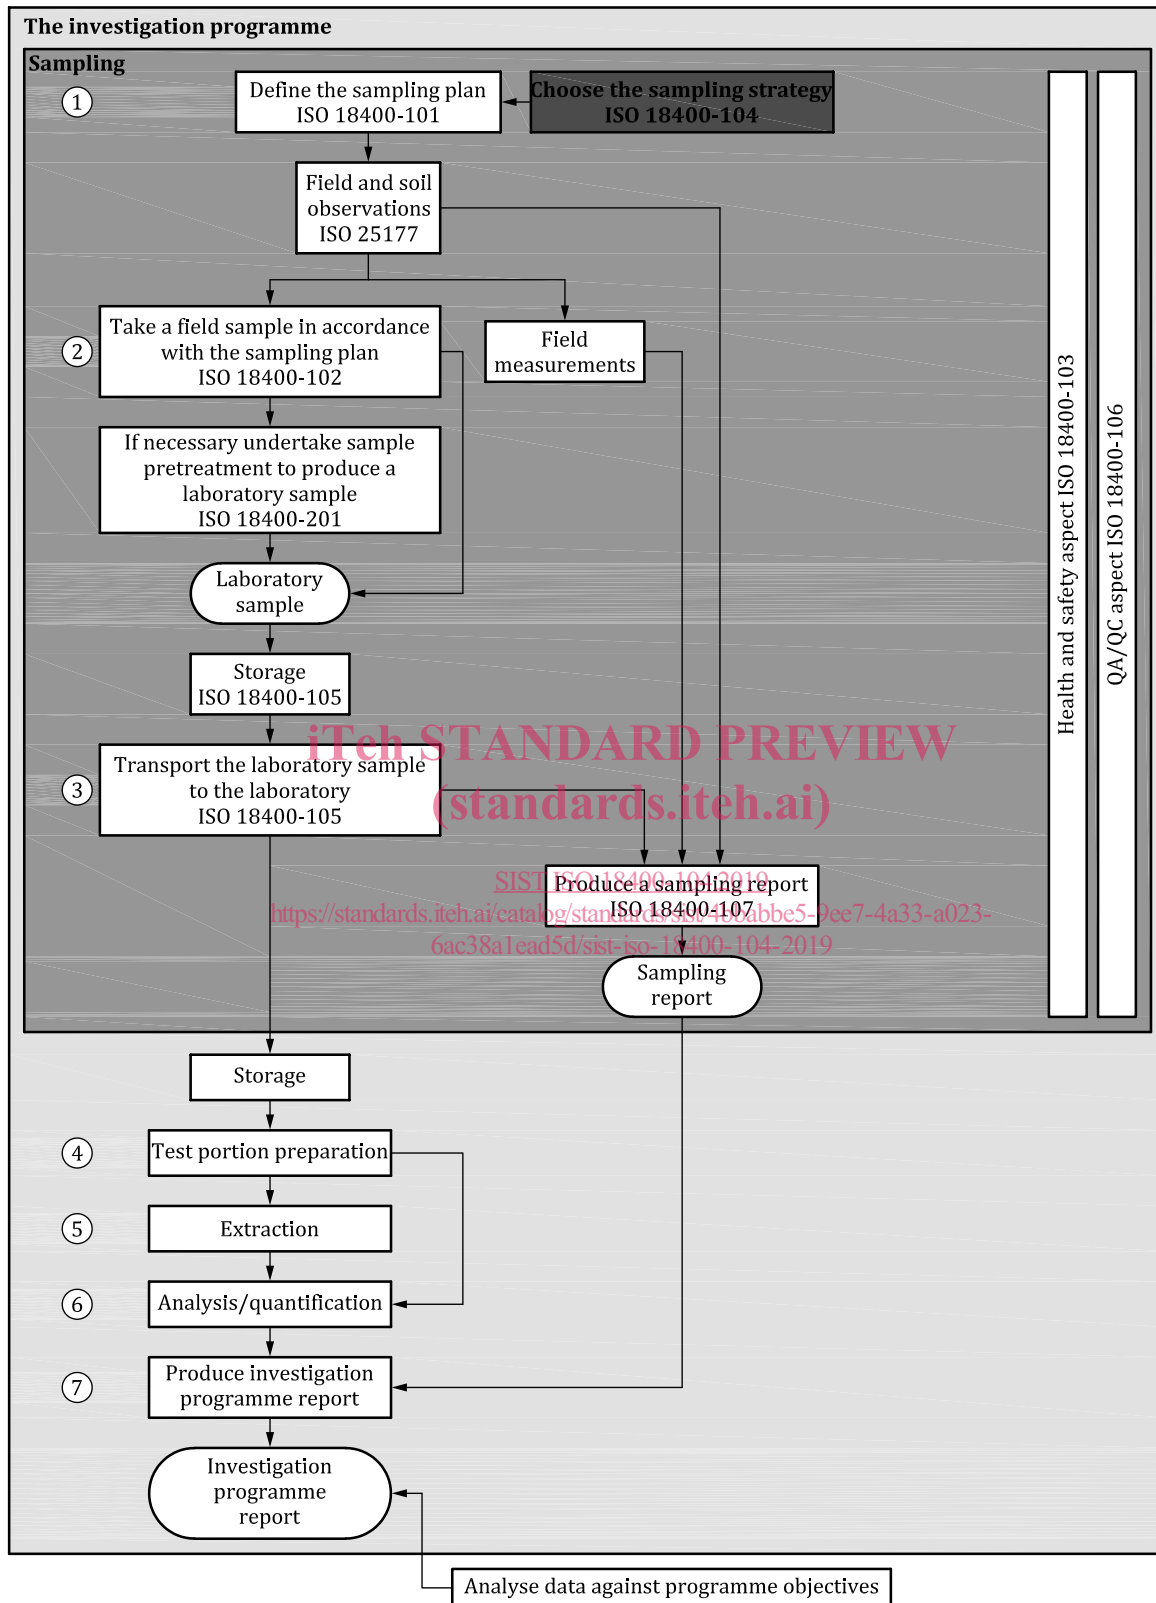 The investigation programme
Sampling
1
Define the sampling plan
ISO 18400-101
Choose the sampling strategy
ISO 18400-104
Field and soil
observations
ISO 25177
2
Take a field sample in accordance
with the sampling plan
ISO 18400-102
Field
measurements
If necessary undertake sample
pretreatment to produce a
laboratory sample
ISO 18400-201
Laboratory
sample
Storage
ISO 18400-105
3
Transport the laboratory sample
to the laboratory
ISO 18400-105
Health and safety aspect ISO 18400-103
QA/QC aspect ISO 18400-106
iTeh STANDARD PREVIEW
(standards.iteh.ai)
Produce a sampling report
ISO 18400-107
SIST ISO 18400-104:2019
https://standards.iteh.ai/catalog/standards/sist/4bbabbe5-9ee7-4a33-a023-
6ac38a1ead5d/sist-iso-18400-104-2019
Sampling
report
Storage
4
Test portion preparation
5
Extraction
6
Analysis/quantification
7
Produce investigation
programme report
Investigation
programme
report
Analyse data against programme objectives